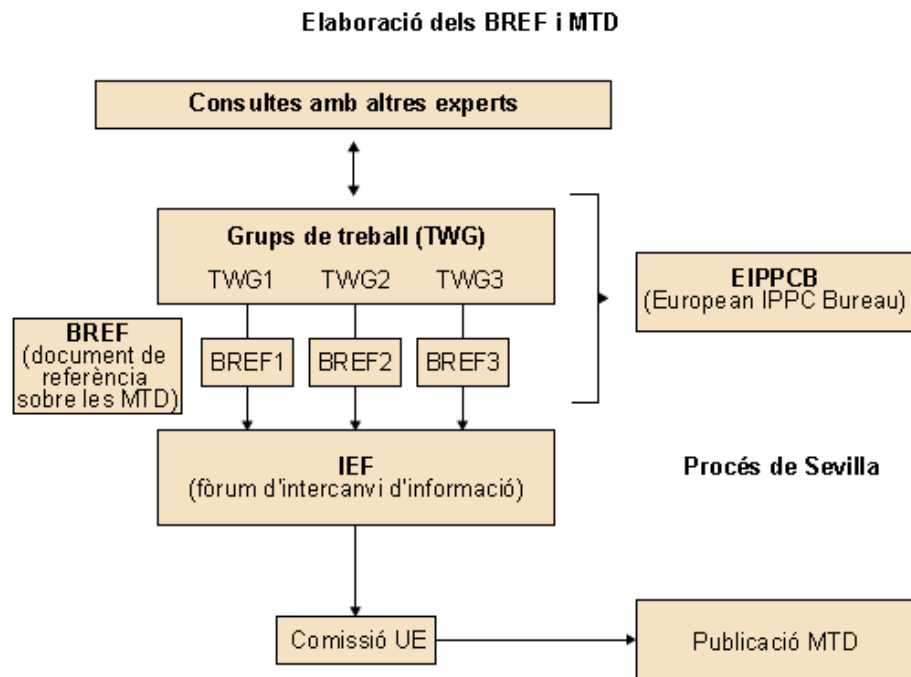 Elaboració dels BREF i MTD
Consultes amb altres experts
Grups de treball (TWG)
TWG1 TWG2 TWG3
EIPPCB
(European IPPC Bureau)
BREF
(document de
referència
sobre les MTD)
BREF1 BREF2 BREF3
IEF
(fòrum d'intercanvi d'informació)
Procés de Sevilla
Comissió UE
Publicació MTD